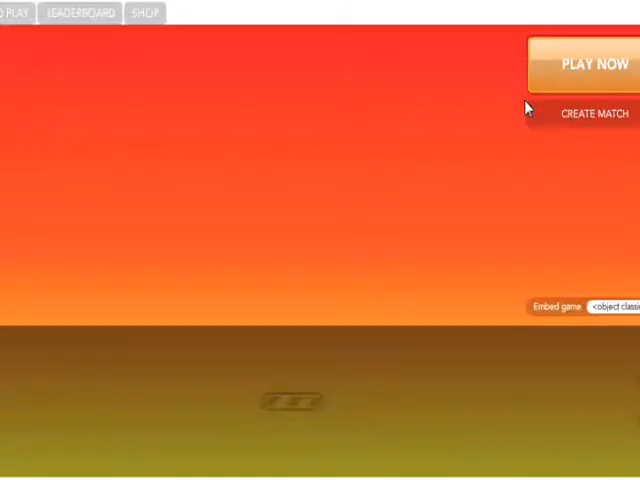 PLAY LEADERBOARD SHOP
PLAY NOW
CREATE MATCH
Embed game <object classi